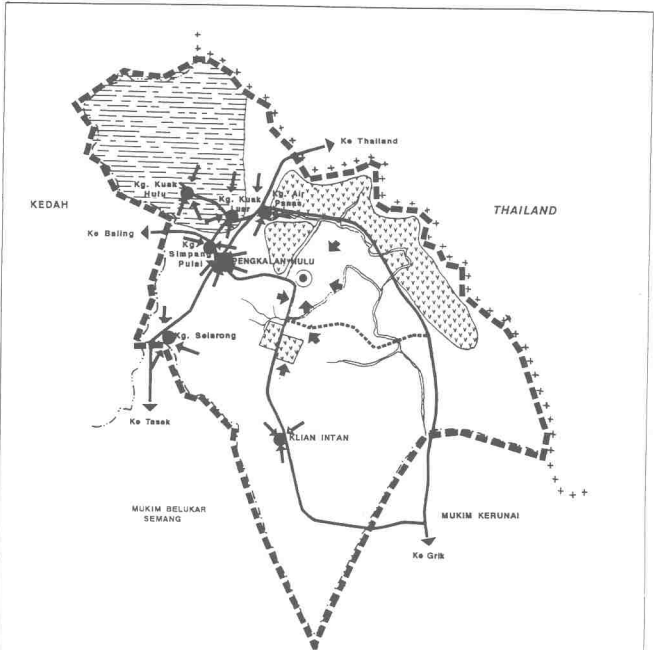 Ke Thailand
Kg. Kuak
Hulu
Kg. Kuak
Luar
Kg. Air
Panas
KEDAH
THAILAND
Ke Baling
Kg.
Simpang
Pulai
PENGKALAN HULU
Kg. Selarong
Ke Tasek
KLIAN INTAN
MUKIM BELUKAR
SEMANG
MUKIM KERUNAI
Ke Grik